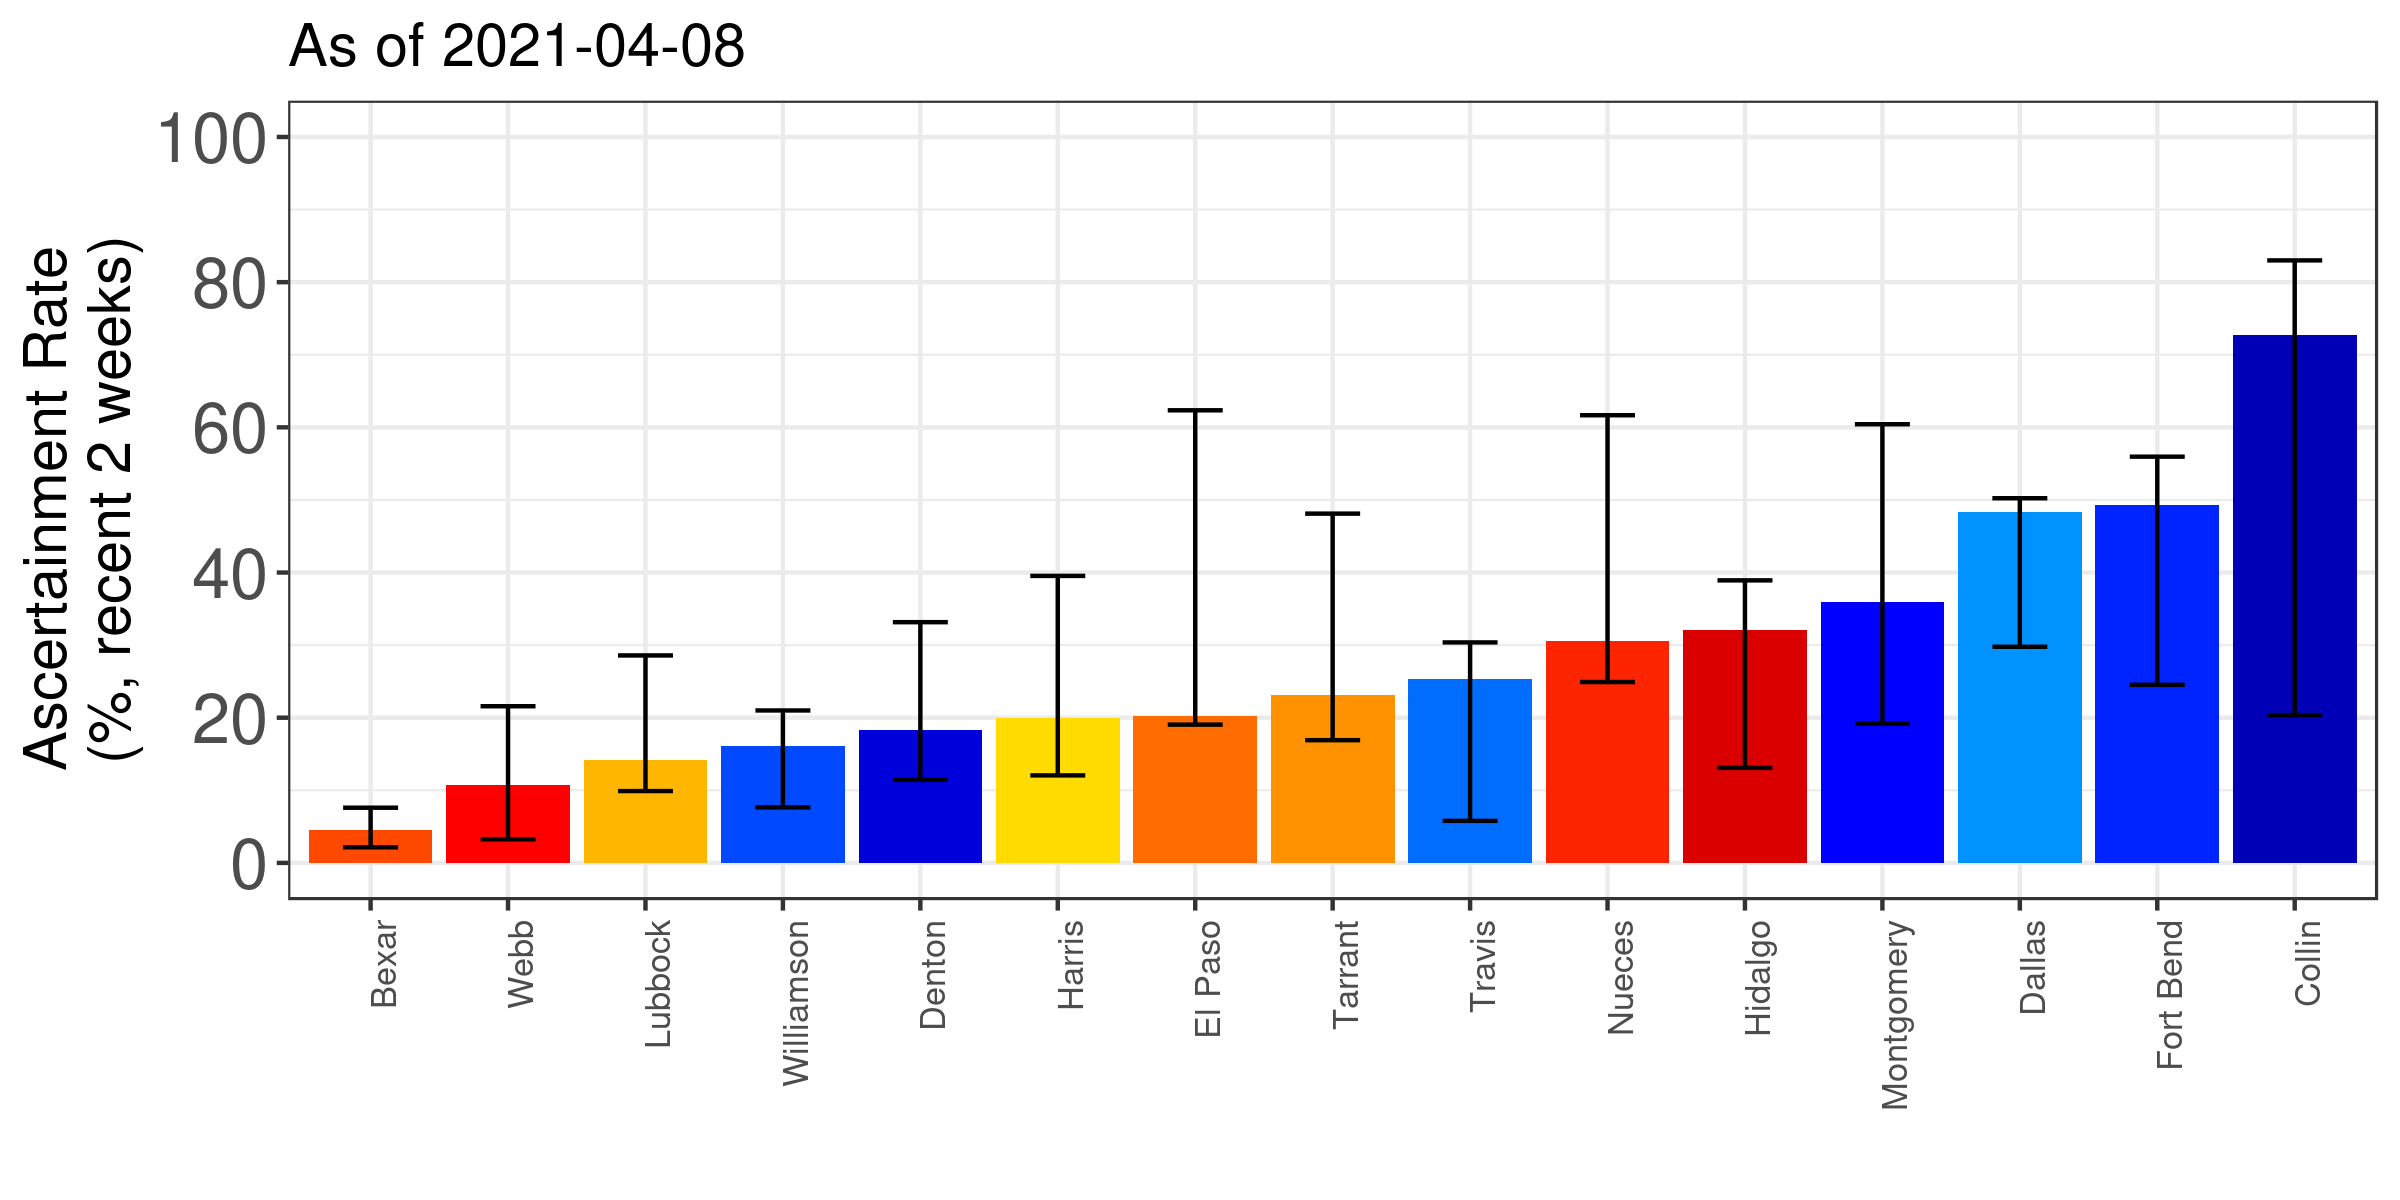 As of 2021-04-08
Ascertainment Rate
(%, recent 2 weeks)
100
80
60
40
20
0
Bexar
Webb
Lubbock
Williamson
Denton
Harris
El Paso
Tarrant
Travis
Nueces
Hidalgo
Montgomery
Dallas
Fort Bend
Collin